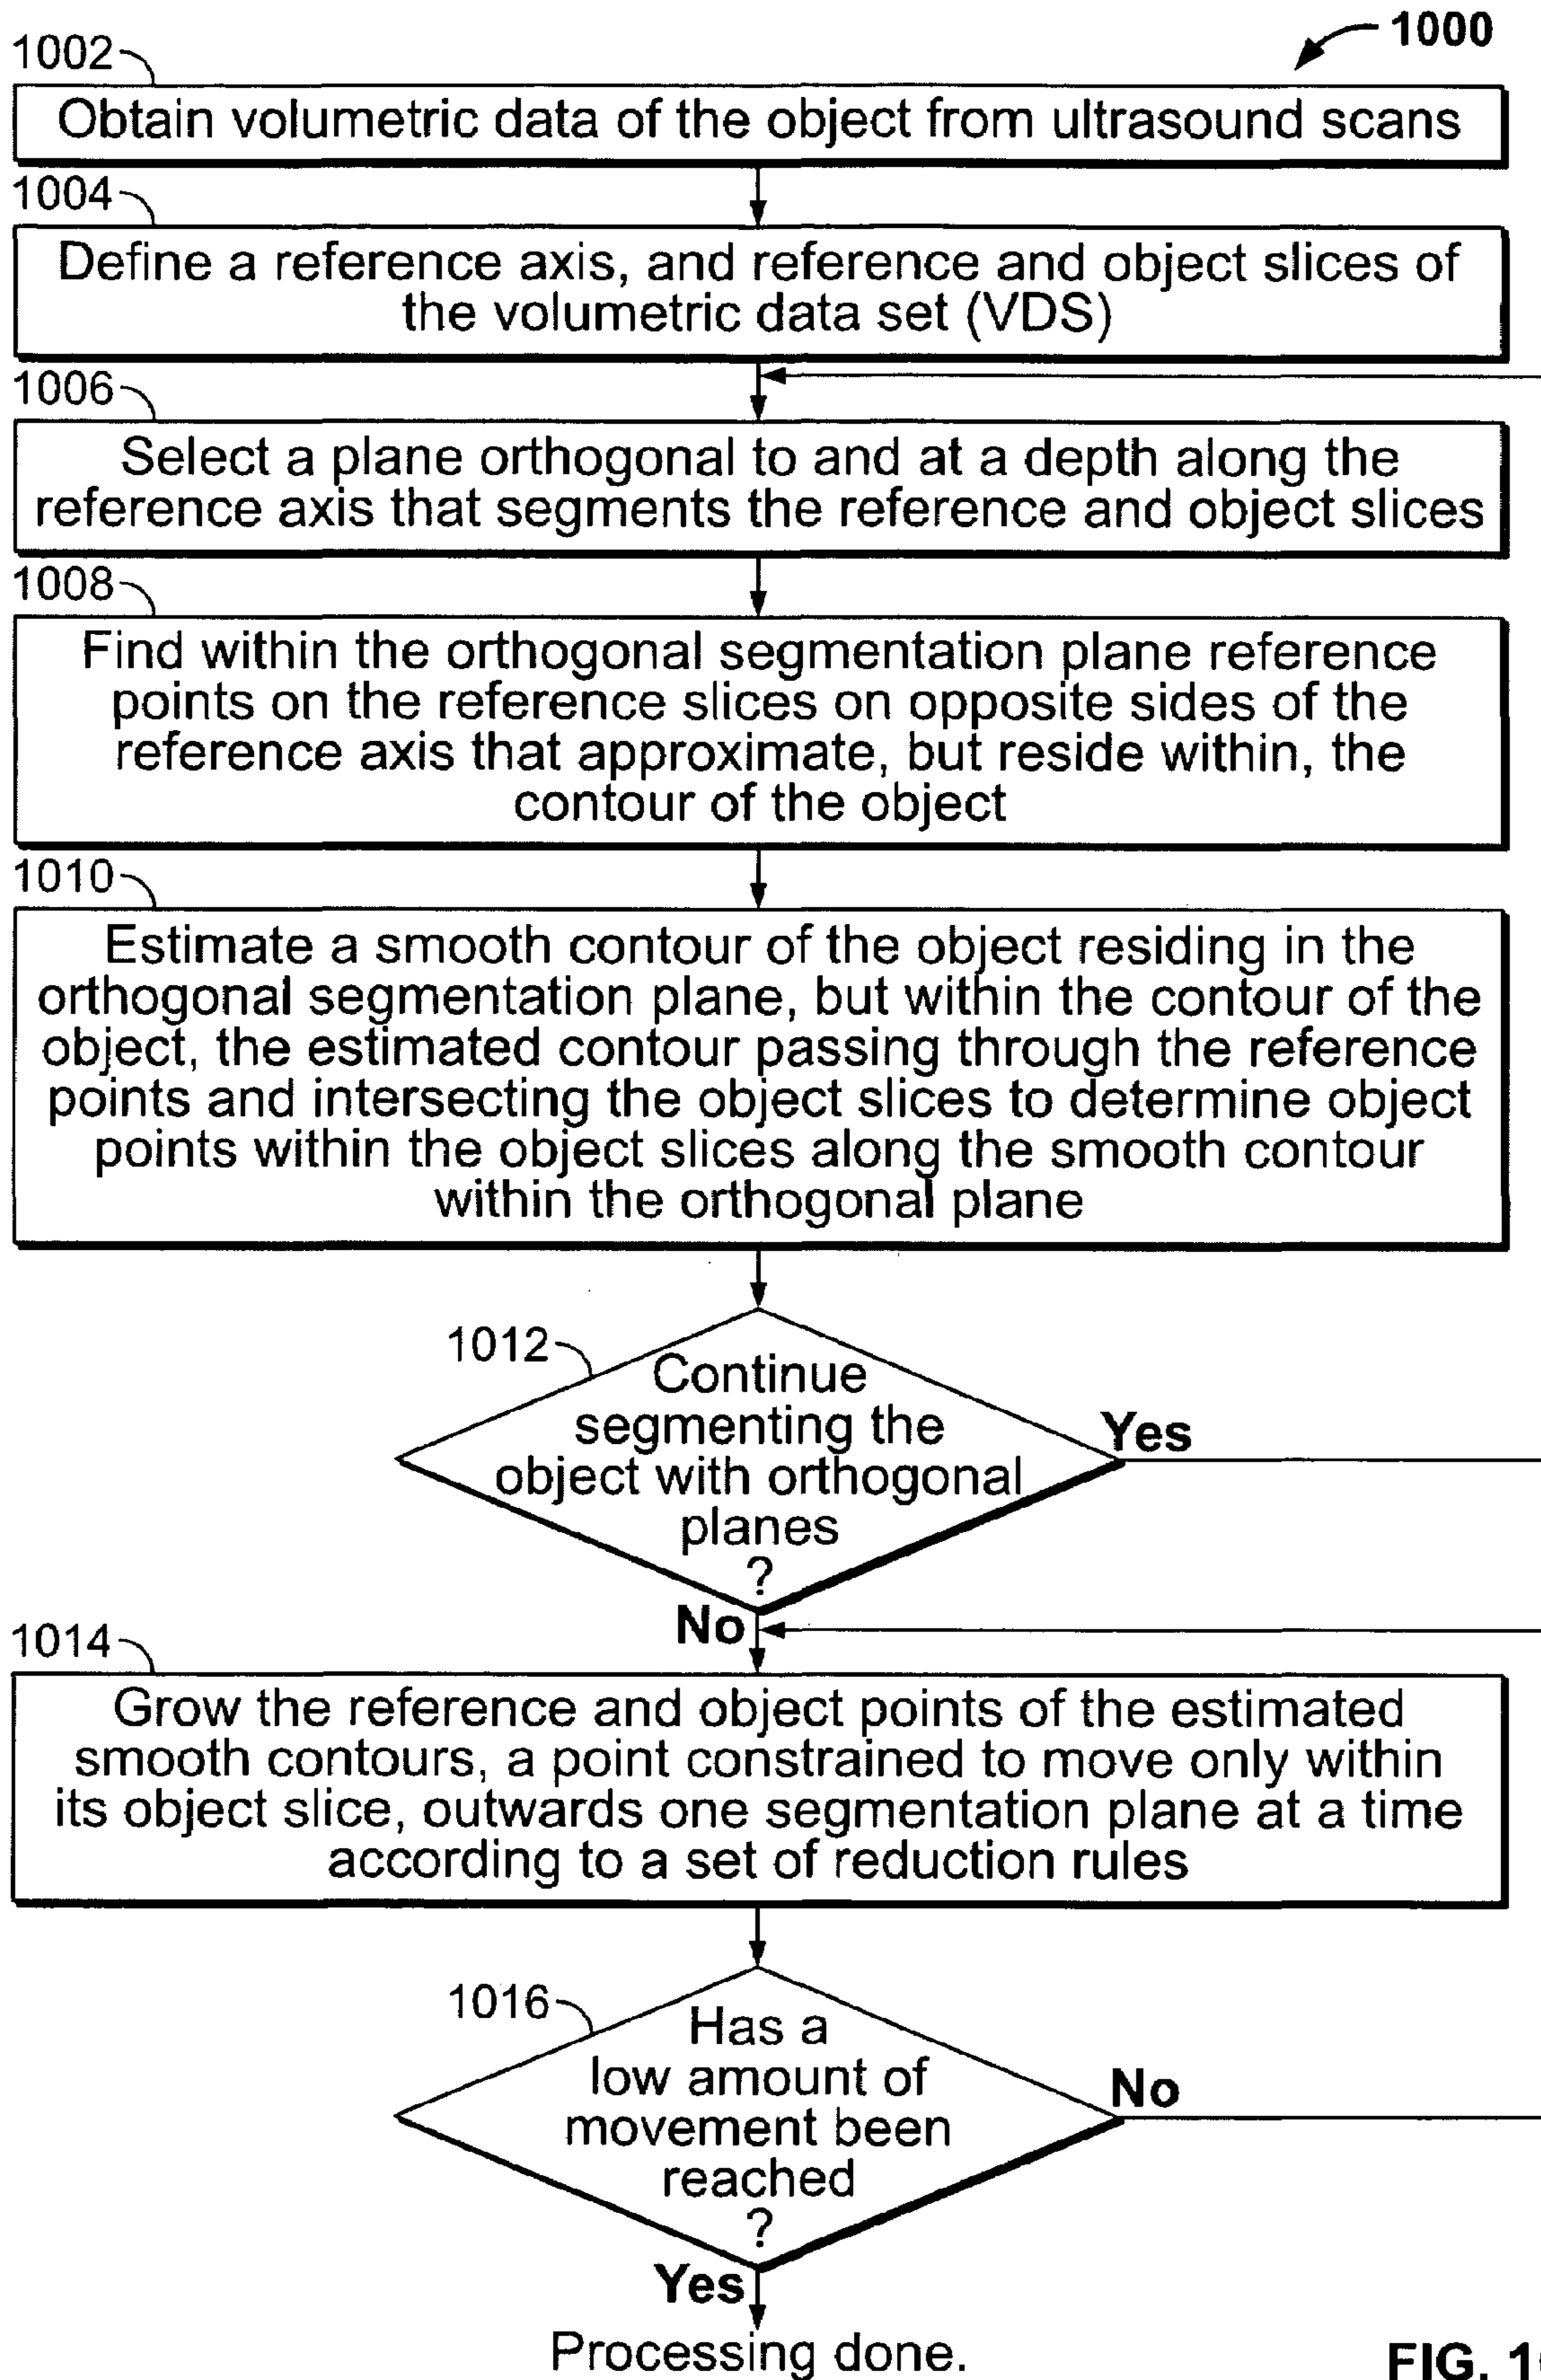 1000
1002
Obtain volumetric data of the object from ultrasound scans
1004
Define a reference axis, and reference and object slices of
the volumetric data set (VDS)
1006
Select a plane orthogonal to and at a depth along the
reference axis that segments the reference and object slices
1008
Find within the orthogonal segmentation plane reference
points on the reference slices on opposite sides of the
reference axis that approximate, but reside within, the
contour of the object
1010
Estimate a smooth contour of the object residing in the
orthogonal segmentation plane, but within the contour of the
object, the estimated contour passing through the reference
points and intersecting the object slices to determine object
points within the object slices along the smooth contour
within the orthogonal plane
1012
Continue
segmenting the
object with orthogonal
planes
?
Yes
No
1014
Grow the reference and object points of the estimated
smooth contours, a point constrained to move only within
its object slice, outwards one segmentation plane at a time
according to a set of reduction rules
1016
Has a
low amount of
movement been
reached
?
No
Yes
Processing done.
FIG.